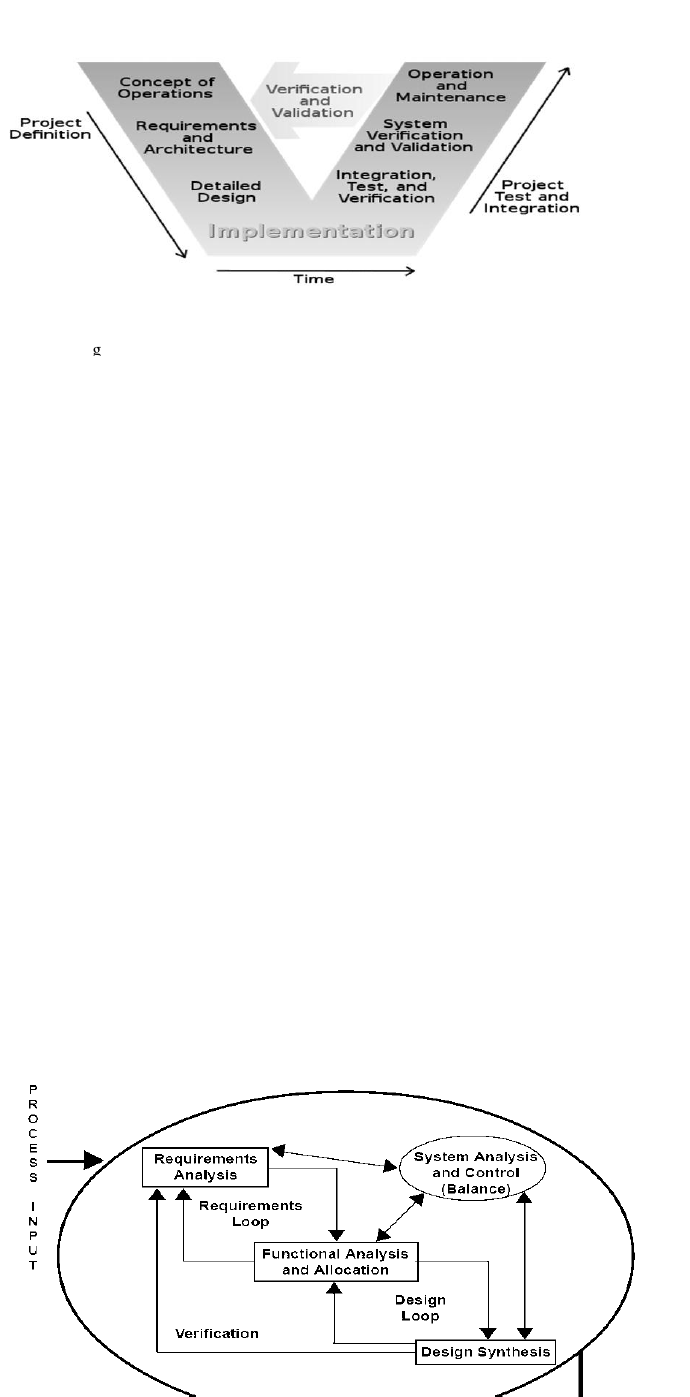 Concept of
Operations
Verification
and
Validation
Operation
and
Maintenance
Project
Definition
Requirements
and
Architecture
System
Verification
and Validation
Detailed
Design
Integration,
Test, and
Verification
Project
Test and
Integration
Implementation
Time
g
PROCESS INPUT
Requirements
Analysis
System Analysis
and Control
(Balance)
Requirements
Loop
Functional Analysis
and Allocation
Design
Loop
Verification
Design Synthesis